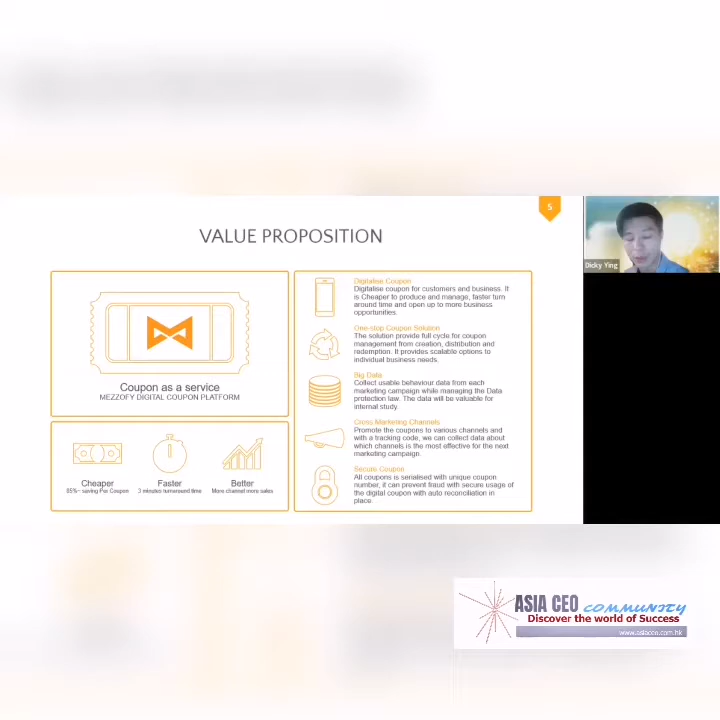 5
VALUE PROPOSITION
Coupon as a service
MEZZOFY DIGITAL COUPON PLATFORM
Cheaper
95%~ saving Per Coupon
Faster
3 minutes turnaround time
Better
More channel more sales
Digitalise Coupon
Digitalise coupon for customers and business. It
is Cheaper to produce and manage, faster turn
around time and open up to more business
opportunities.
One-stop Coupon Solution
The solution provide full cycle for coupon
management from creation, distribution and
redemption. It provides scalable options to
individual business needs.
Big Data
Collect usable behaviour data from each
marketing campaign while managing the Data
protection law. The data will be valuable for
internal study.
Cross Marketing Channels
Promote the coupons to various channels and
with a tracking code, we can collect data about
which channels is the most effective for the next
marketing campaign.
Secure Coupon
All coupons is serialised with unique coupon
number, it can prevent fraud with secure usage of
the digital coupon with auto reconciliation in
place.
Dicky Ying
ASIA CEO COMMUNITY
Discover the world of Success
www.asiaceo.com.hk